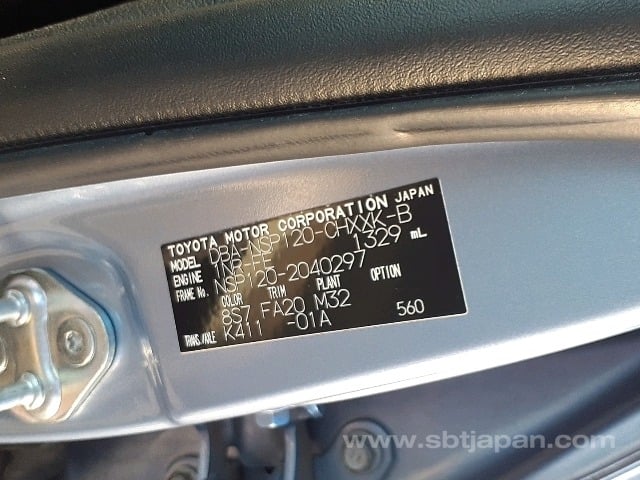 TOYOTA MOTOR CORPORATION JAPAN
MODEL DBA-NSP120-CHXXK-B
ENGINE 1NR-FE 1329 mL
FRAME No. NSP120-2040297
COLOR TRIM PLANT OPTION
8S7 FA20 M32
TRANS./AXLE K411 -01A 560
www.sbtjapan.com